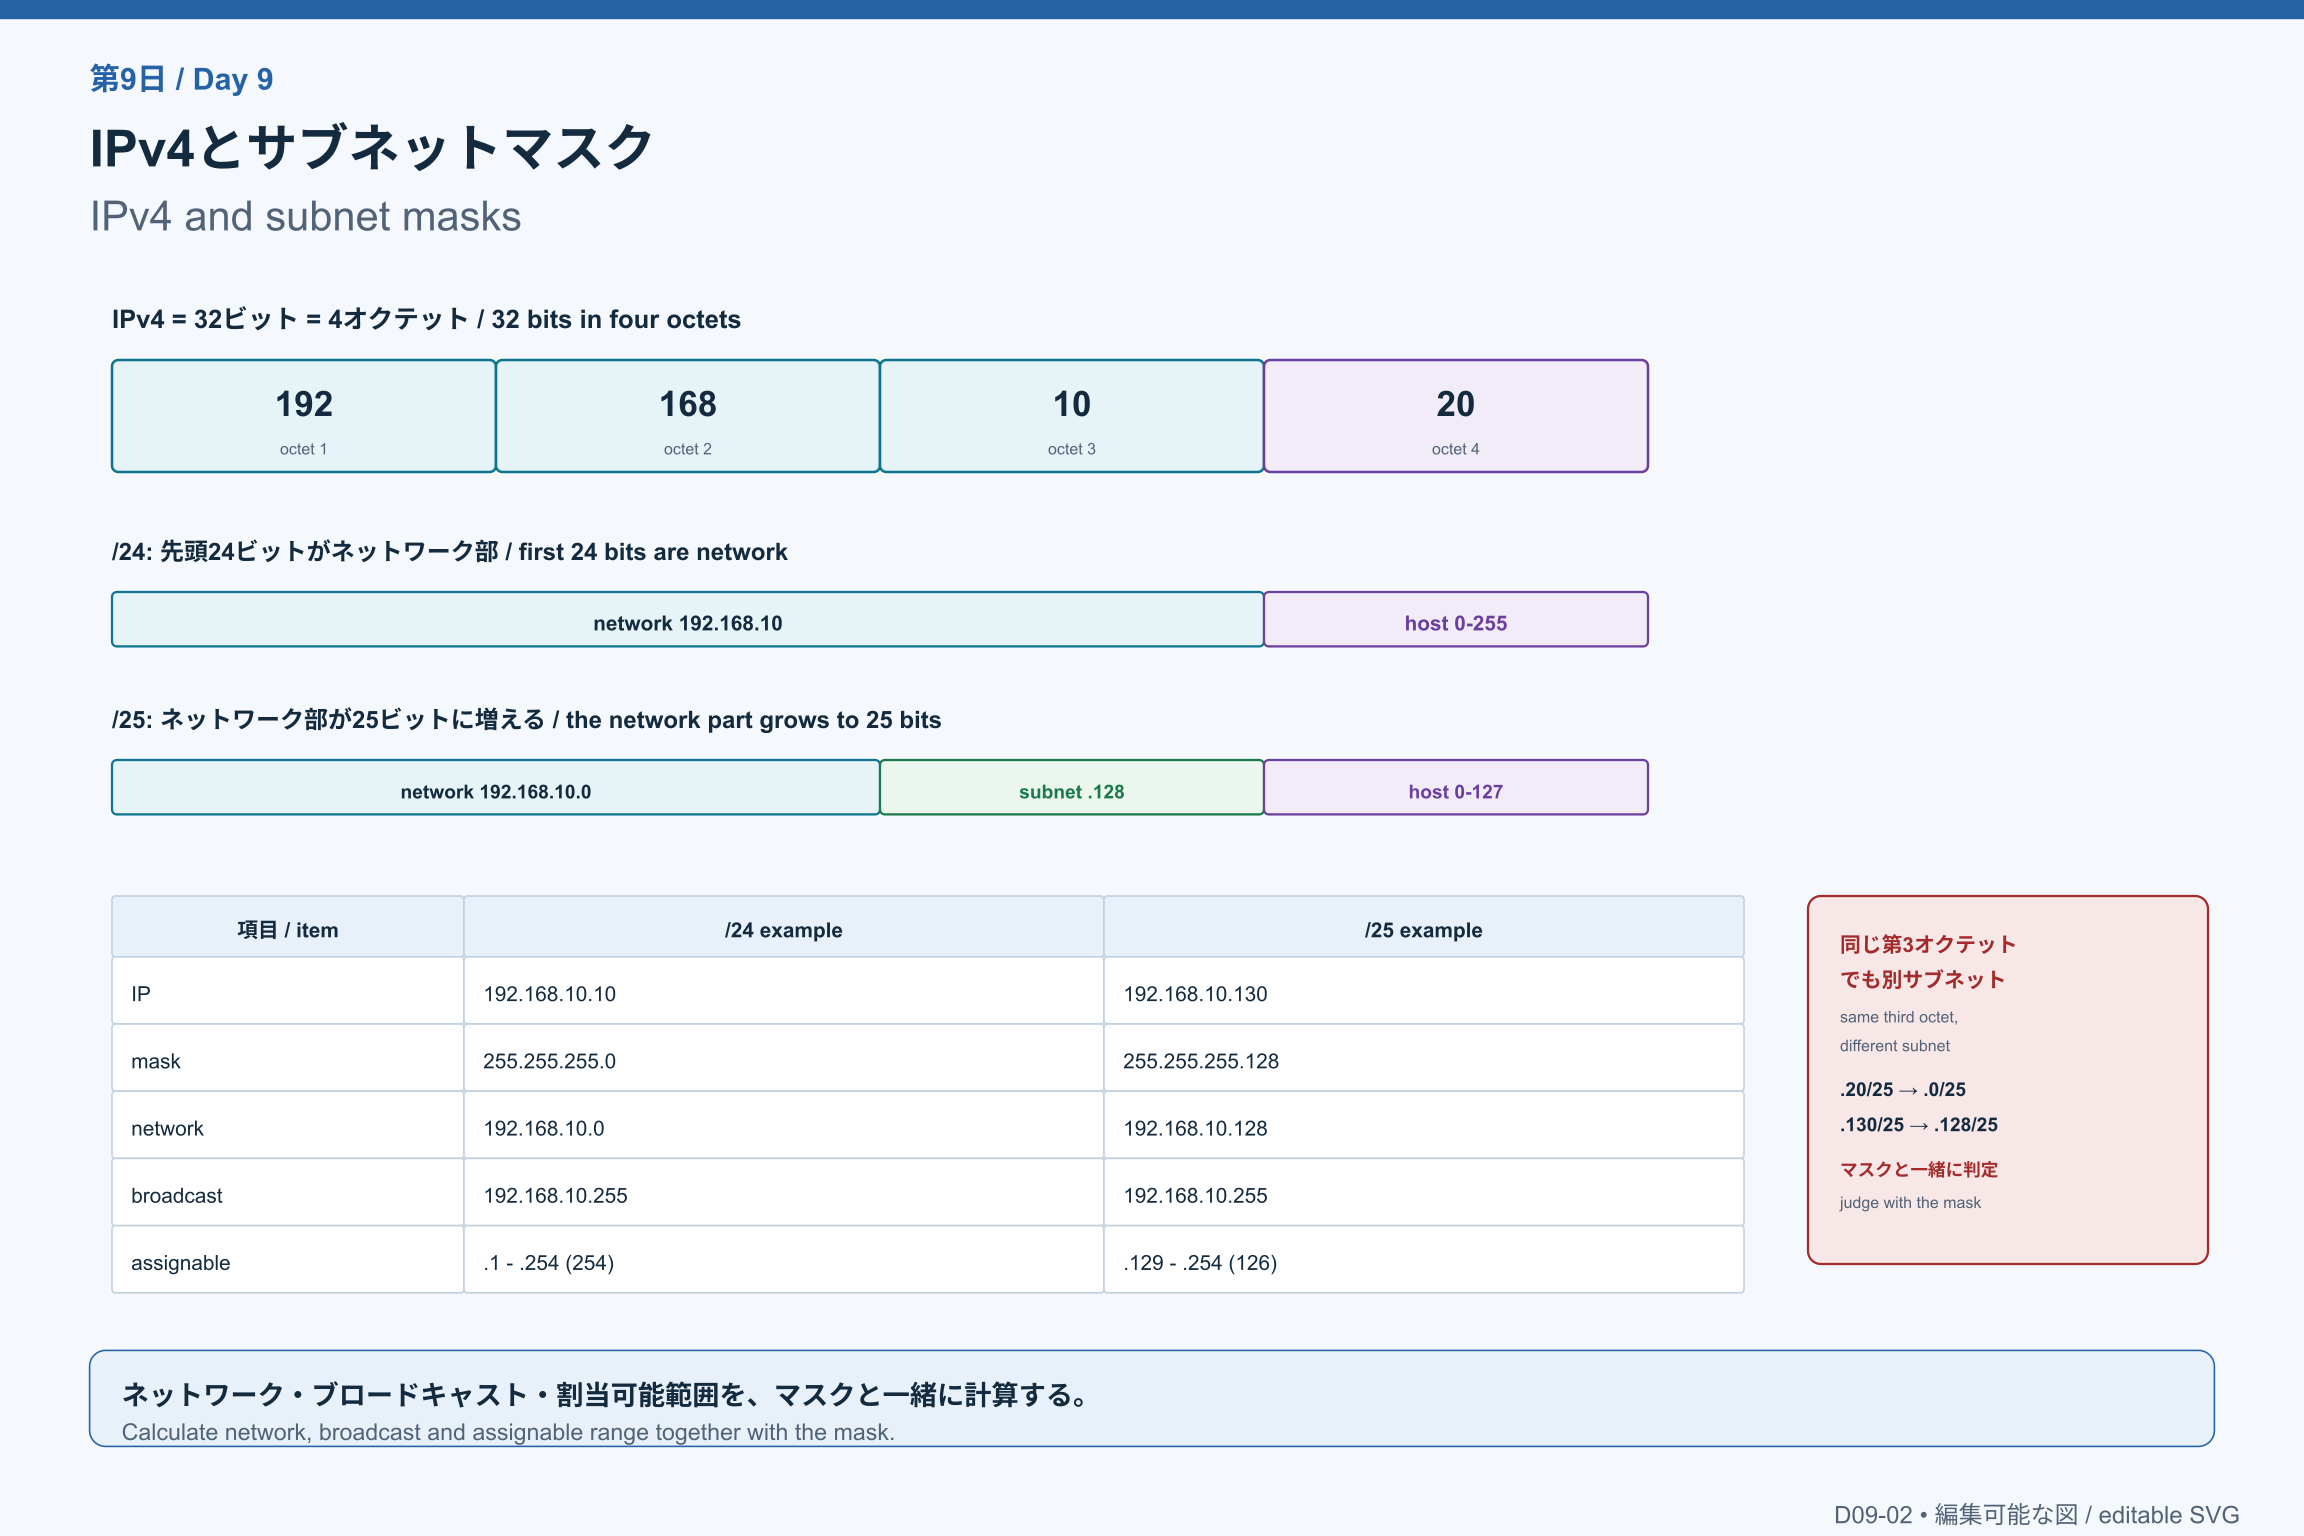 第9日 / Day 9
IPv4とサブネットマスク
IPv4 and subnet masks
IPv4 = 32ビット = 4オクテット / 32 bits in four octets
192 168 10 20
octet 1 octet 2 octet 3 octet 4
/24: 先頭24ビットがネットワーク部 / first 24 bits are network
network 192.168.10 host 0-255
/25: ネットワーク部が25ビットに増える / the network part grows to 25 bits
network 192.168.10.0 subnet .128 host 0-127
項目 / item /24 example /25 example
IP 192.168.10.10 192.168.10.130
mask 255.255.255.0 255.255.255.128
network 192.168.10.0 192.168.10.128
broadcast 192.168.10.255 192.168.10.255
assignable .1 - .254 (254) .129 - .254 (126)
同じ第3オクテット
でも別サブネット
same third octet,
different subnet
.20/25 → .0/25
.130/25 → .128/25
マスクと一緒に判定
judge with the mask
ネットワーク・ブロードキャスト・割当可能範囲を、マスクと一緒に計算する。
Calculate network, broadcast and assignable range together with the mask.
D09-02 • 編集可能な図 / editable SVG